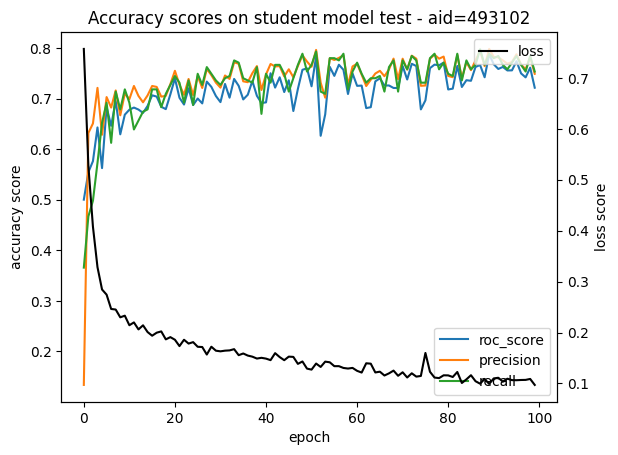 Accuracy scores on student model test - aid=493102
accuracy score
0.8
0.7
0.6
0.5
0.4
0.3
0.2
loss
0.7
0.6
0.5
0.4
0.3
0.2
0.1
loss score
roc_score
precision
recall
0
20
40
60
80
100
epoch